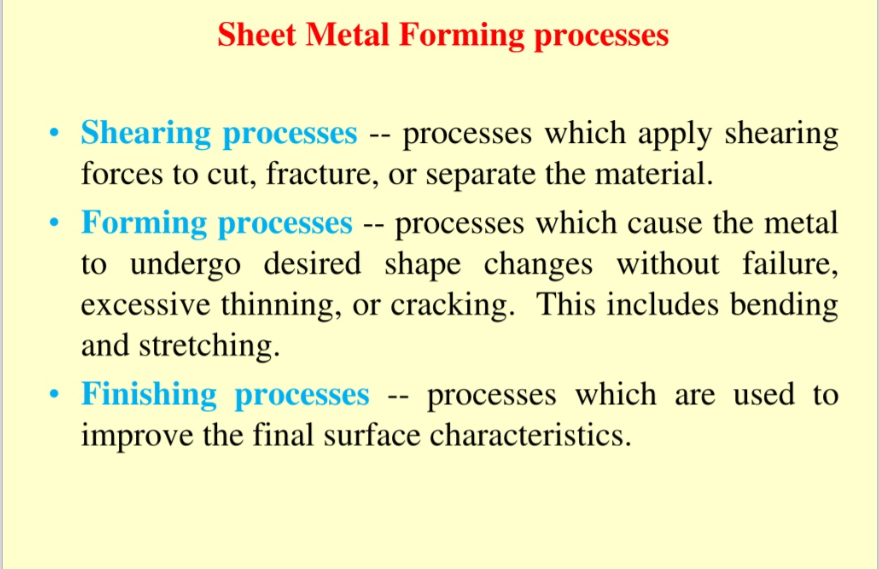 Sheet Metal Forming processes
• Shearing processes -- processes which apply shearing
forces to cut, fracture, or separate the material.
• Forming processes -- processes which cause the metal
to undergo desired shape changes without failure,
excessive thinning, or cracking.  This includes bending
and stretching.
• Finishing processes -- processes which are used to
improve the final surface characteristics.